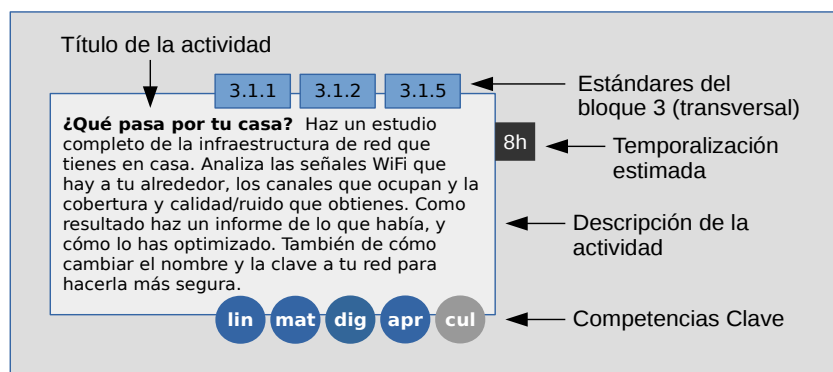 Título de la actividad
3.1.1 3.1.2 3.1.5
Estándares del
bloque 3 (transversal)
¿Qué pasa por tu casa? Haz un estudio
completo de la infraestructura de red que
tienes en casa. Analiza las señales WiFi que
hay a tu alrededor, los canales que ocupan y la
cobertura y calidad/ruido que obtienes. Como
resultado haz un informe de lo que había, y
cómo lo has optimizado. También de cómo
cambiar el nombre y la clave a tu red para
hacerla más segura.
8h
Temporalización
estimada
Descripción de la
actividad
lin mat dig apr cul
Competencias Clave